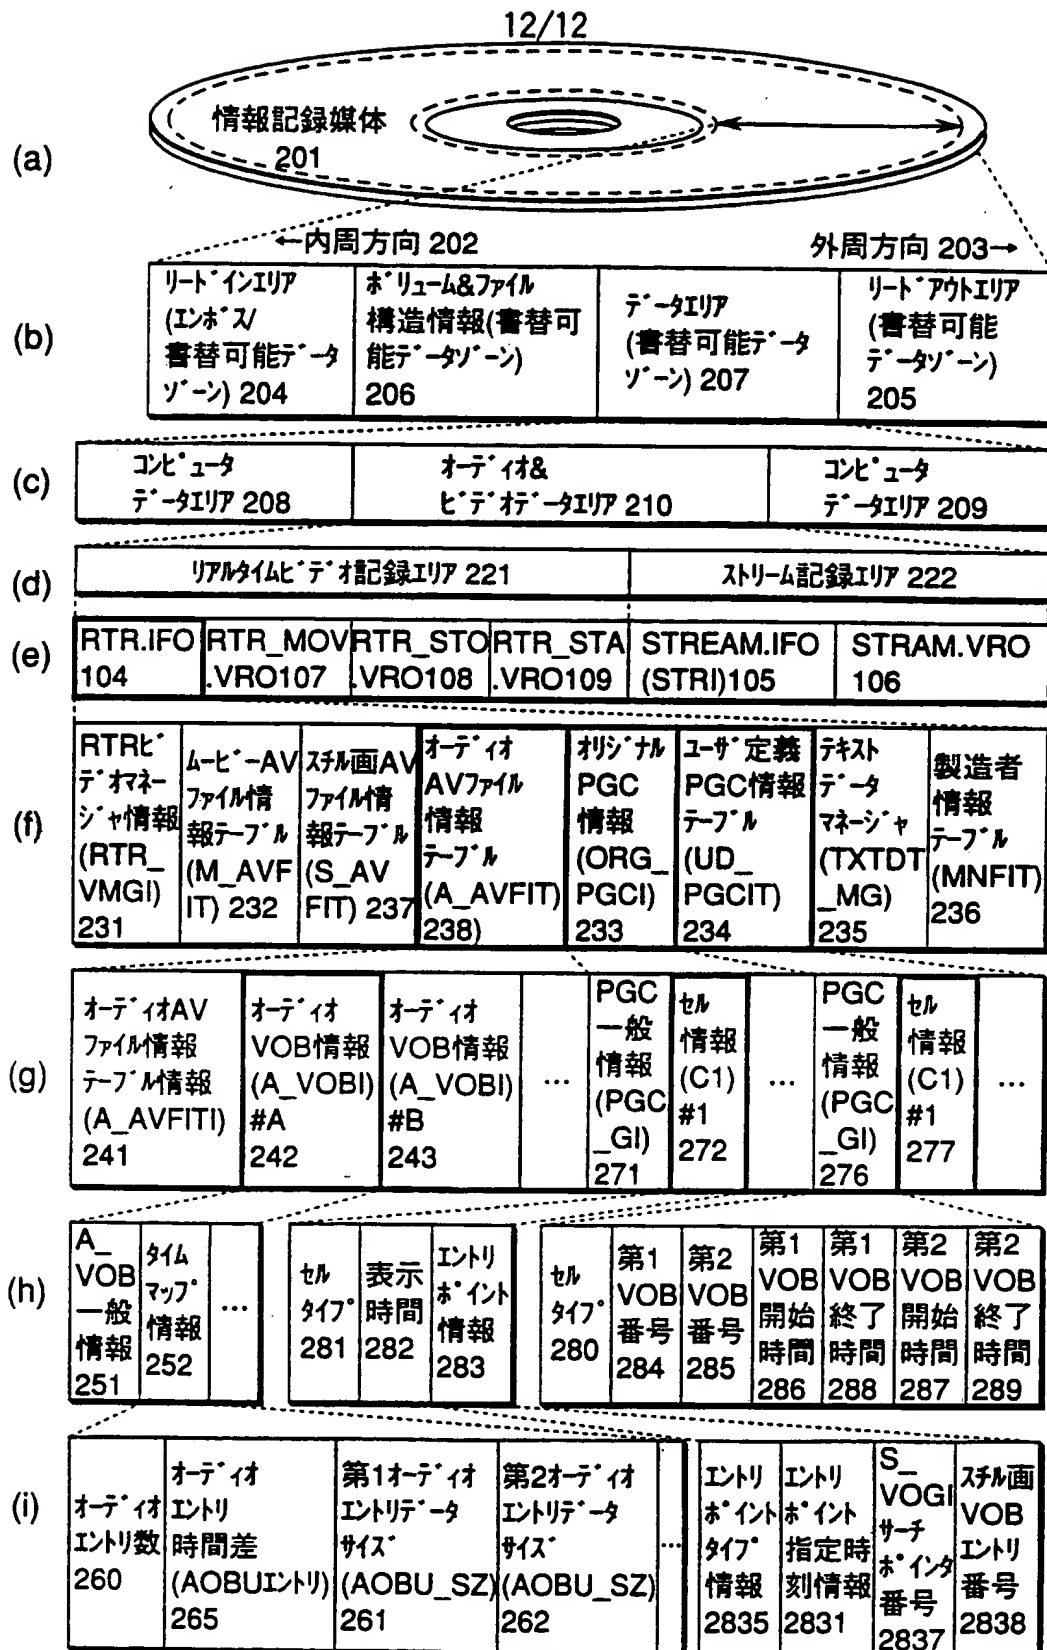 12/12
(a)
情報記録媒体
201
←内周方向 202
外周方向 203→
(b)
リードインエリア
(エンボス/
書替可能データ
ゾーン) 204
ボリューム&ファイル
構造情報(書替可
能データゾーン)
206
データエリア
(書替可能データ
ゾーン) 207
リードアウトエリア
(書替可能
データゾーン)
205
(c)
コンピュータ
データエリア 208
オーディオ&
ビデオデータエリア 210
コンピュータ
データエリア 209
(d)
リアルタイムビデオ記録エリア 221
ストリーム記録エリア 222
(e)
RTR.IFO
104
RTR_MOV
.VRO107
RTR_STO
.VRO108
RTR_STA
.VRO109
STREAM.IFO
(STRI)105
STRAM.VRO
106
(f)
RTRビ
デオマネー
ジャ情報
(RTR_
VMGI)
231
ムービーAV
ファイル情
報テーブル
(M_AVF
IT) 232
スチル画AV
ファイル情
報テーブル
(S_AV
FIT) 237
オーディオ
AVファイル
情報
テーブル
(A_AVFIT)
238)
オリジナル
PGC
情報
(ORG_
PGCI)
233
ユーザ定義
PGC情報
テーブル
(UD_
PGCIT)
234
テキスト
データ
マネージャ
(TXTDT
_MG)
235
製造者
情報
テーブル
(MNFIT)
236
(g)
オーディオAV
ファイル情報
テーブル情報
(A_AVFITI)
241
オーディオ
VOB情報
(A_VOBI)
#A
242
オーディオ
VOB情報
(A_VOBI)
#B
243
…
PGC
一般
情報
(PGC
_GI)
271
セル
情報
(C1)
#1
272
…
PGC
一般
情報
(PGC
_GI)
276
セル
情報
(C1)
#1
277
…
(h)
A_
VOB
一般
情報
251
タイム
マップ
情報
252
…
セル
タイプ
281
表示
時間
282
エントリ
ポイント
情報
283
セル
タイプ
280
第1
VOB
番号
284
第2
VOB
番号
285
第1
VOB
開始
時間
286
第1
VOB
終了
時間
288
第2
VOB
開始
時間
287
第2
VOB
終了
時間
289
(i)
オーディオ
エントリ数
260
オーディオ
エントリ
時間差
(AOBUエントリ)
265
第1オーディオ
エントリデータ
サイズ
(AOBU_SZ)
261
第2オーディオ
エントリデータ
サイズ
(AOBU_SZ)
262
…
エントリ
ポイント
タイプ
情報
2835
エントリ
ポイント
指定時
刻情報
2831
S_
VOGI
サーチ
ポインタ
番号
2837
スチル画
VOB
エントリ
番号
2838